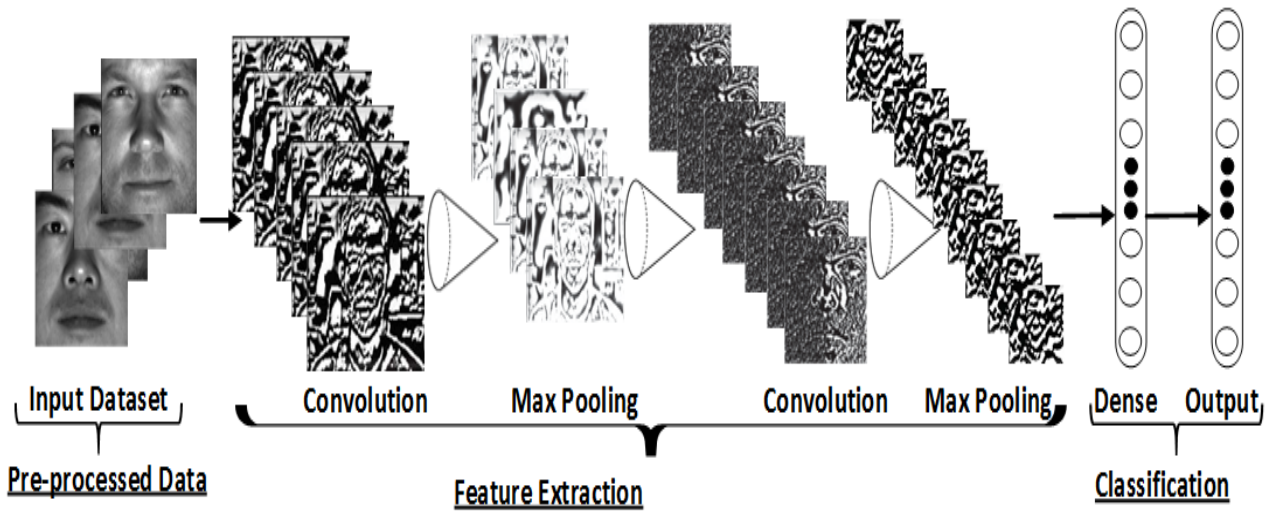 Input Dataset
Convolution
Max Pooling
Convolution
Max Pooling
Dense
Output
Pre-processed Data
Feature Extraction
Classification